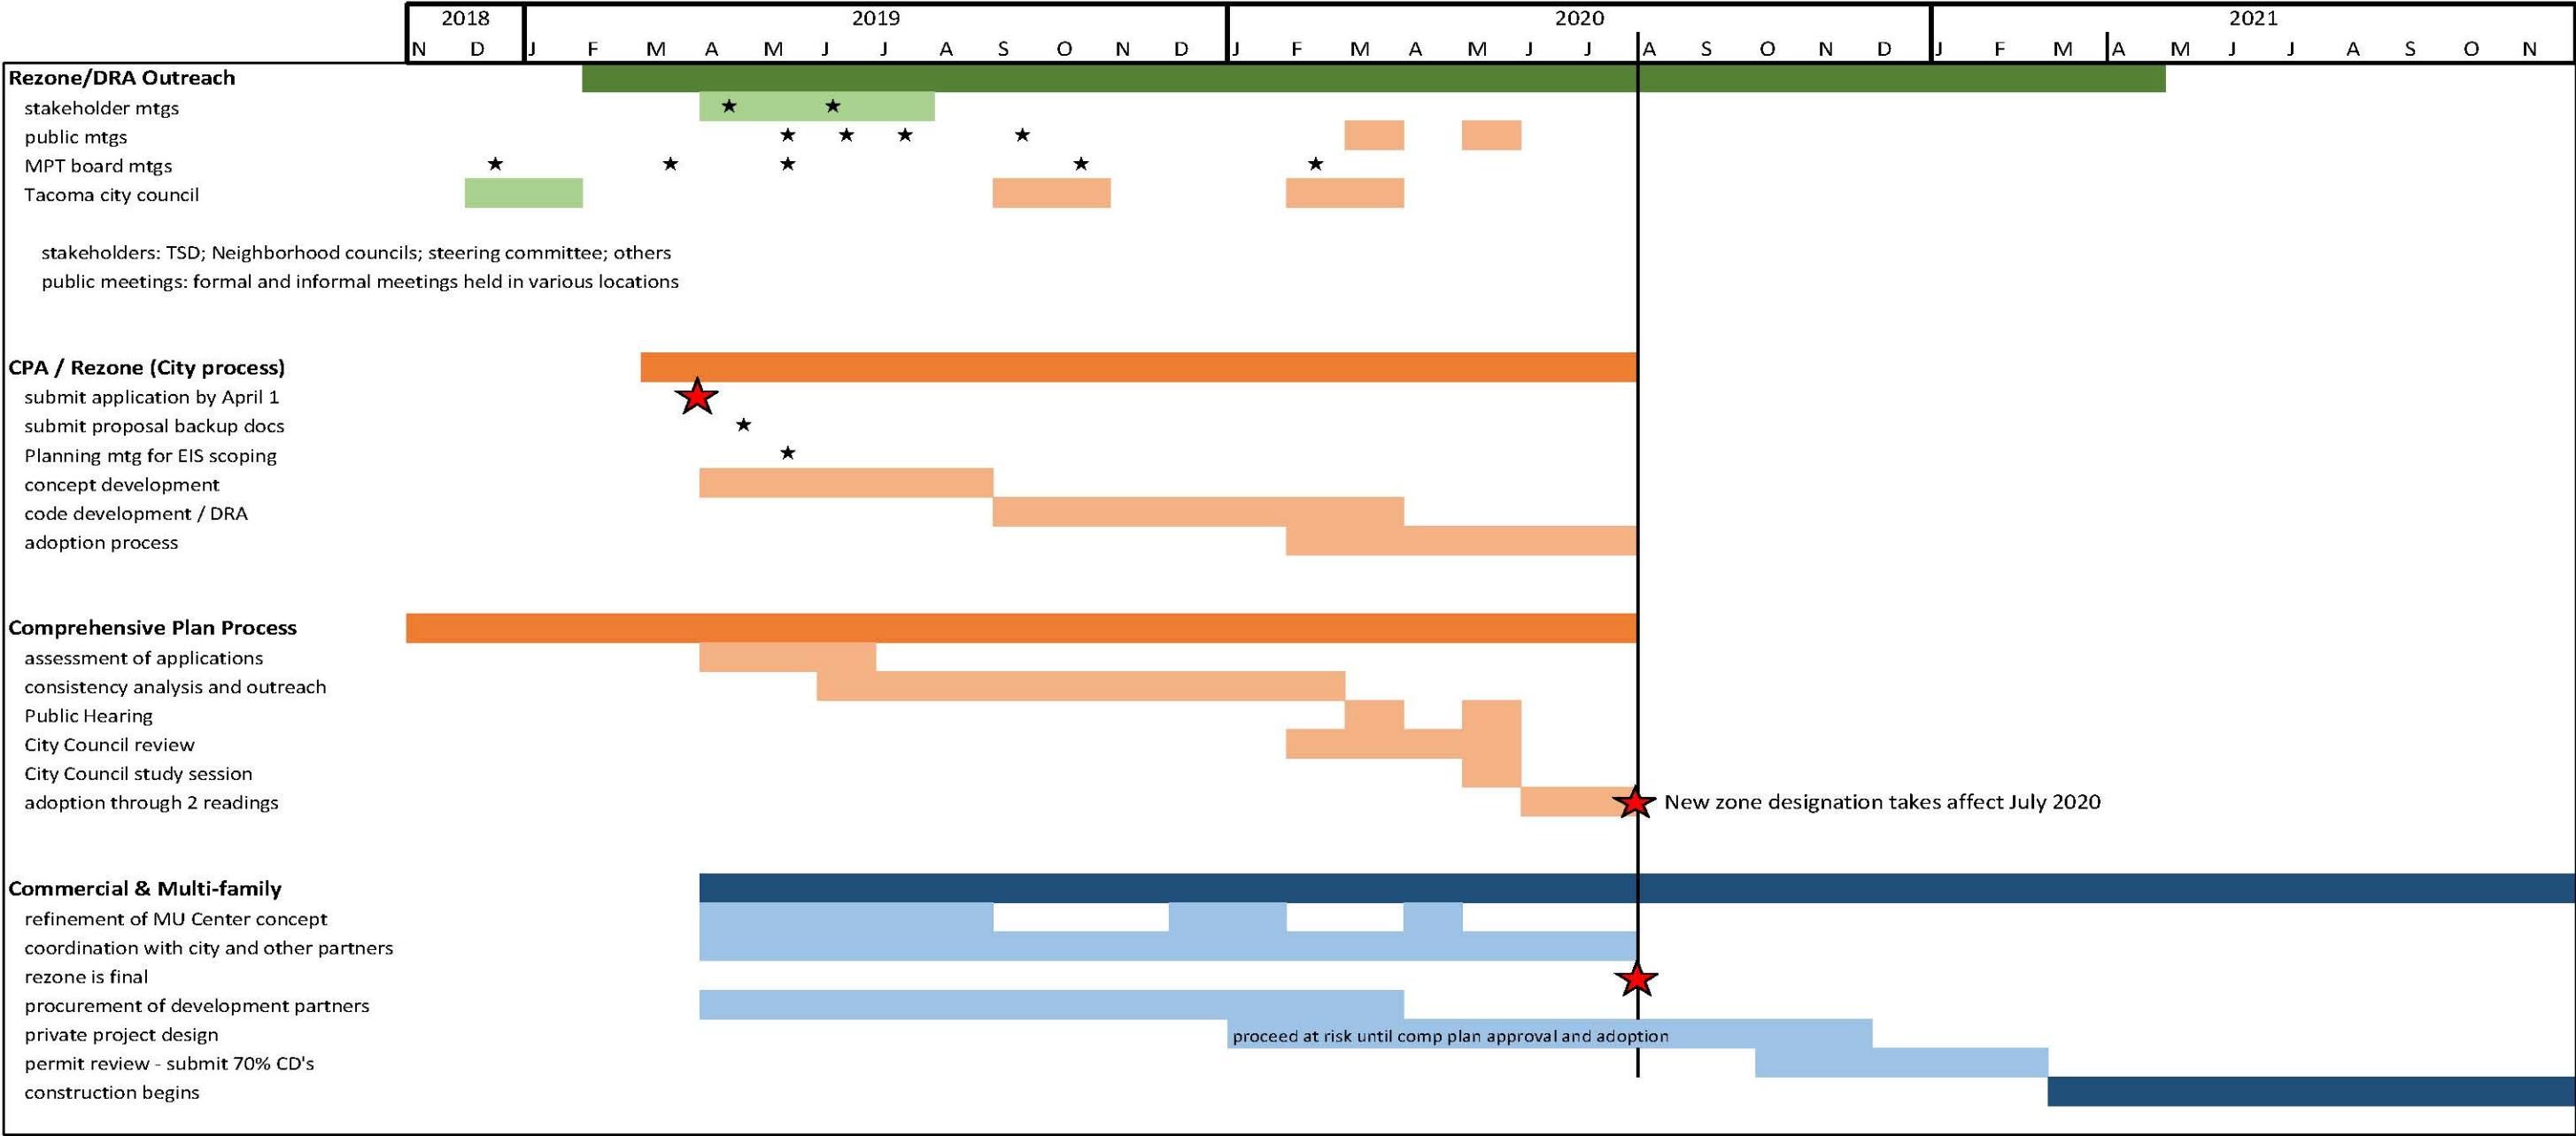 2018 2019 2020 2021
N D J F M A M J J A S O N D J F M A M J J A S O N D J F M A M J J A S O N
Rezone/DRA Outreach
stakeholder mtgs
public mtgs
MPT board mtgs
Tacoma city council
stakeholders: TSD; Neighborhood councils; steering committee; others
public meetings: formal and informal meetings held in various locations
CPA / Rezone (City process)
submit application by April 1
submit proposal backup docs
Planning mtg for EIS scoping
concept development
code development / DRA
adoption process
Comprehensive Plan Process
assessment of applications
consistency analysis and outreach
Public Hearing
City Council review
City Council study session
adoption through 2 readings New zone designation takes affect July 2020
Commercial & Multi-family
refinement of MU Center concept
coordination with city and other partners
rezone is final
procurement of development partners
private project design proceed at risk until comp plan approval and adoption
permit review - submit 70% CD's
construction begins